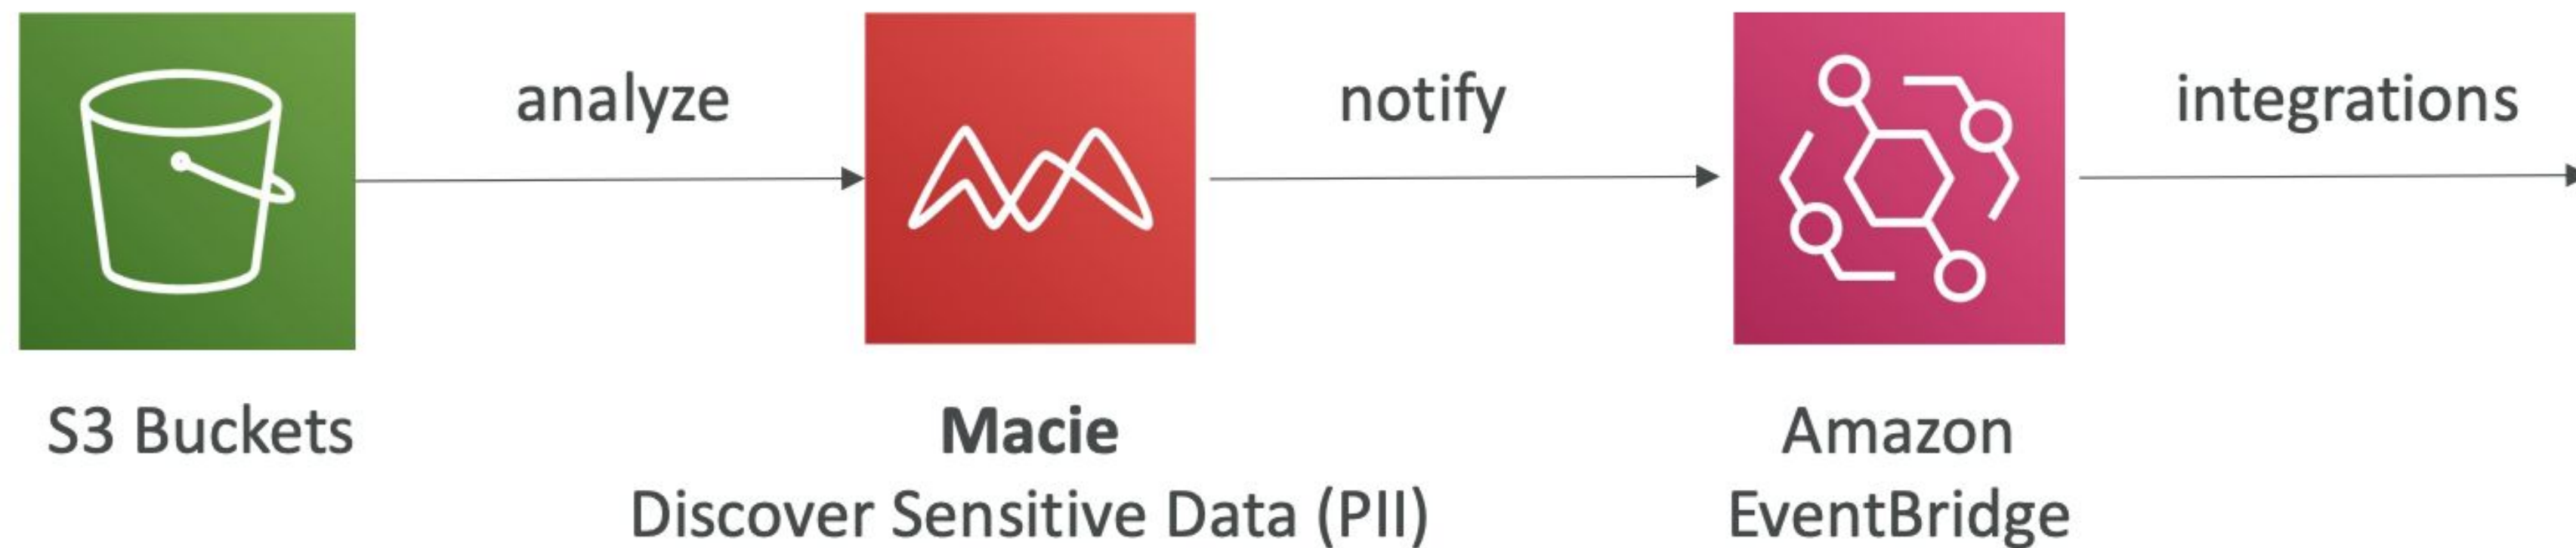 analyze
notify
integrations
S3 Buckets
Macie
Discover Sensitive Data (PII)
Amazon
EventBridge